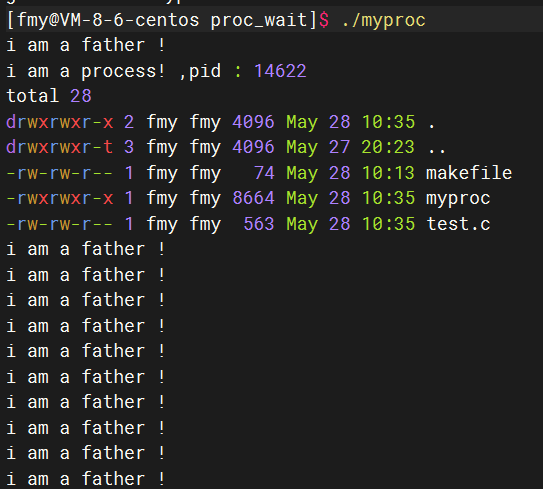 [fmy@VM-8-6-centos proc_wait]$ ./myproc
i am a father !
i am a process! ,pid : 14622
total 28
drwxrwxr-x 2 fmy fmy 4096 May 28 10:35 .
drwxrwxr-t 3 fmy fmy 4096 May 27 20:23 ..
-rw-rw-r-- 1 fmy fmy   74 May 28 10:13 makefile
-rwxrwxr-x 1 fmy fmy 8664 May 28 10:35 myproc
-rw-rw-r-- 1 fmy fmy  563 May 28 10:35 test.c
i am a father !
i am a father !
i am a father !
i am a father !
i am a father !
i am a father !
i am a father !
i am a father !
i am a father !
i am a father !